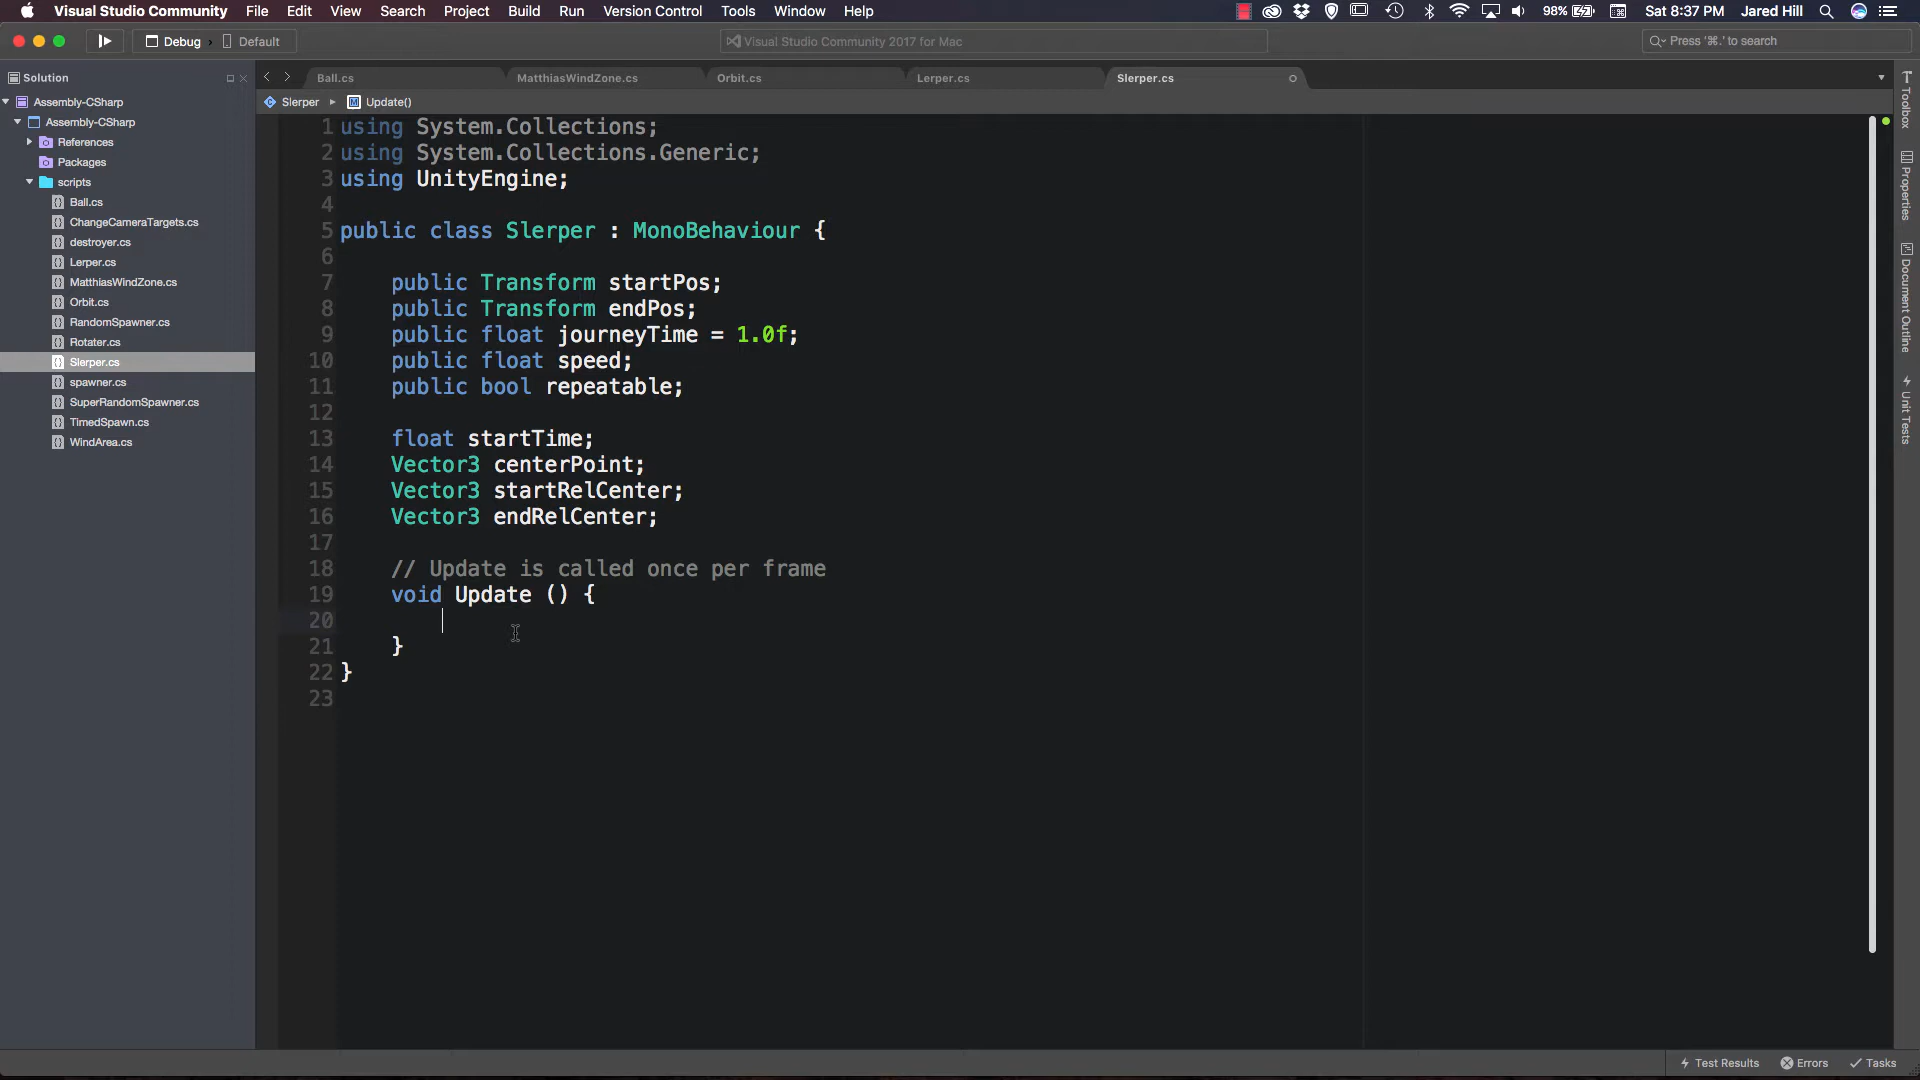 Visual Studio Community File Edit View Search Project Build Run Version Control Tools Window Help 98% Sat 8:37 PM Jared Hill
Debug Default Visual Studio Community 2017 for Mac Press '⌘.' to search
Solution
Assembly-CSharp
Assembly-CSharp
References
Packages
scripts
Ball.cs
ChangeCameraTargets.cs
destroyer.cs
Lerper.cs
MatthiasWindZone.cs
Orbit.cs
RandomSpawner.cs
Rotater.cs
Slerper.cs
spawner.cs
SuperRandomSpawner.cs
TimedSpawn.cs
WindArea.cs
Ball.cs MatthiasWindZone.cs Orbit.cs Lerper.cs Slerper.cs
Slerper Update()
1 using System.Collections;
2 using System.Collections.Generic;
3 using UnityEngine;
4
5 public class Slerper : MonoBehaviour {
6
7 public Transform startPos;
8 public Transform endPos;
9 public float journeyTime = 1.0f;
10 public float speed;
11 public bool repeatable;
12
13 float startTime;
14 Vector3 centerPoint;
15 Vector3 startRelCenter;
16 Vector3 endRelCenter;
17
18 // Update is called once per frame
19 void Update () {
20
21 }
22 }
23
Toolbox
Properties
Document Outline
Unit Tests
Test Results Errors Tasks